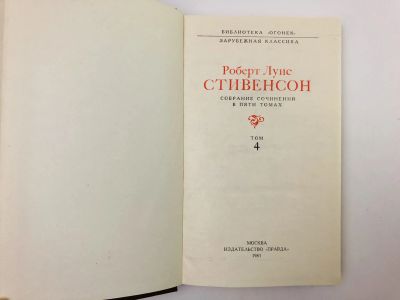 БИБЛИОТЕКА «ОГОНЕК»
ЗАРУБЕЖНАЯ КЛАССИКА
Роберт Луис
СТИВЕНСОН
СОБРАНИЕ СОЧИНЕНИЙ
В ПЯТИ ТОМАХ
ТОМ
4
МОСКВА
ИЗДАТЕЛЬСТВО «ПРАВДА»